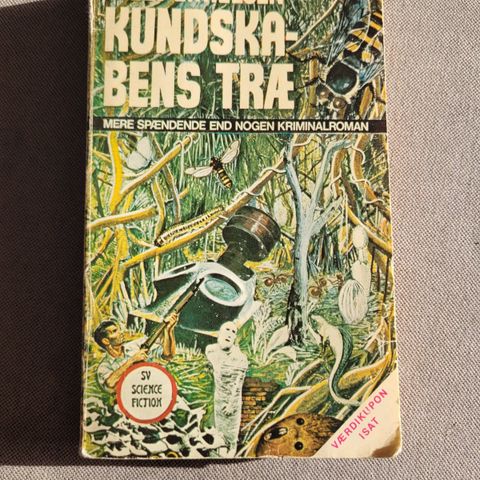 KUNDSKA-
BENS TRÆ
MERE SPÆNDENDE END NOGEN KRIMINALROMAN
SV
SCIENCE
FICTION
VÆRDIKUPON
ISAT